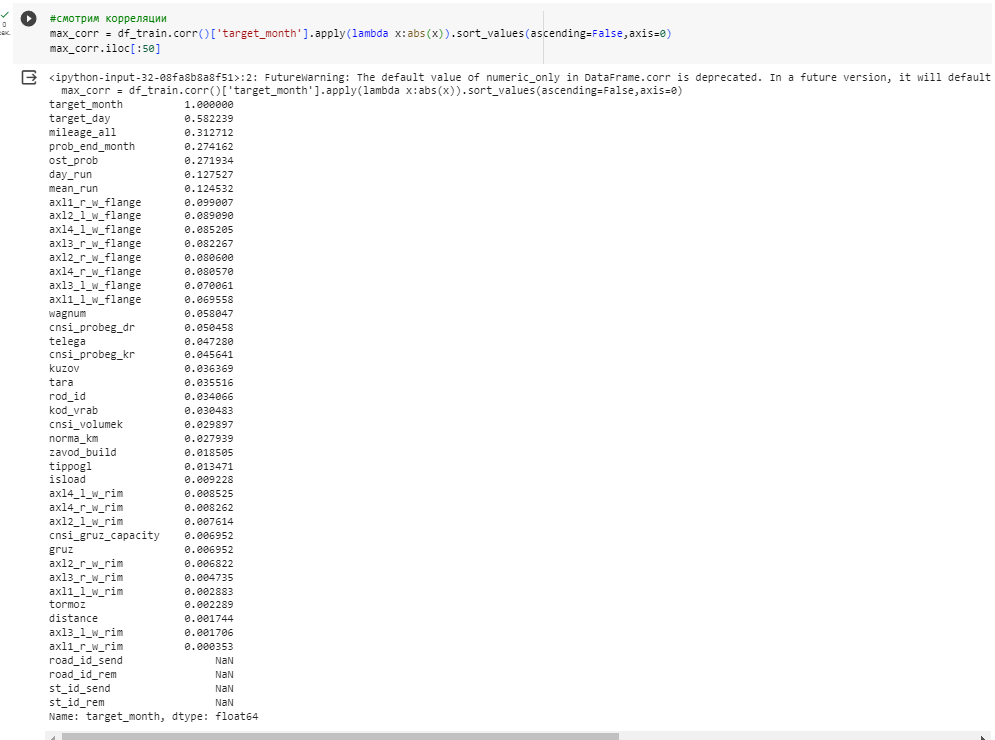 #смотрим корреляции
max_corr = df_train.corr()['target_month'].apply(lambda x:abs(x)).sort_values(ascending=False,axis=0)
max_corr.iloc[:50]
0
<ipython-input-32-08fa8b8a8f51>:2: FutureWarning: The default value of numeric_only in DataFrame.corr is deprecated. In a future version, it will default
max_corr = df_train.corr()['target_month'].apply(lambda x:abs(x)).sort_values(ascending=False,axis=0)
target_month 1.000000
target_day 0.582239
mileage_all 0.312712
prob_end_month 0.274162
ost_prob 0.271934
day_run 0.127527
mean_run 0.124532
axl1_r_w_flange 0.099007
axl2_l_w_flange 0.089090
axl4_l_w_flange 0.085205
axl3_r_w_flange 0.082267
axl2_r_w_flange 0.080600
axl4_r_w_flange 0.080570
axl3_l_w_flange 0.070061
axl1_l_w_flange 0.069558
wagnum 0.058047
cnsi_probeg_dr 0.050458
telega 0.047280
cnsi_probeg_kr 0.045641
kuzov 0.036369
tara 0.035516
rod_id 0.034066
kod_vrab 0.030483
cnsi_volumek 0.029897
norma_km 0.027939
zavod_build 0.018505
tippogl 0.013471
isload 0.009228
axl4_l_w_rim 0.008525
axl4_r_w_rim 0.008262
axl2_l_w_rim 0.007614
cnsi_gruz_capacity 0.006952
gruz 0.006952
axl2_r_w_rim 0.006822
axl3_r_w_rim 0.004735
axl1_l_w_rim 0.002883
tormoz 0.002289
distance 0.001744
axl3_l_w_rim 0.001706
axl1_r_w_rim 0.000353
road_id_send NaN
road_id_rem NaN
st_id_send NaN
st_id_rem NaN
Name: target_month, dtype: float64